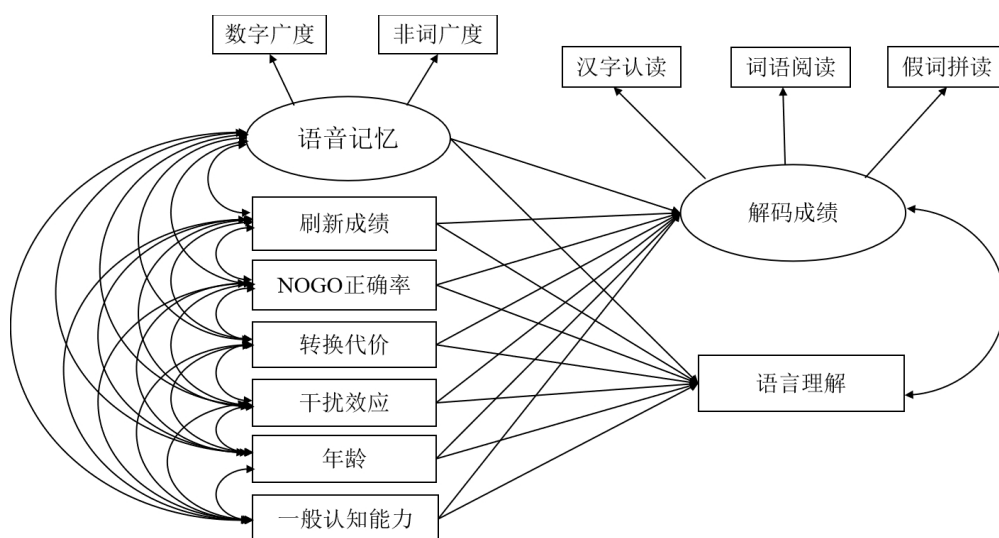 数字广度
非词广度
汉字认读
词语阅读
假词拼读
语音记忆
解码成绩
刷新成绩
NOGO正确率
转换代价
语言理解
干扰效应
年龄
一般认知能力